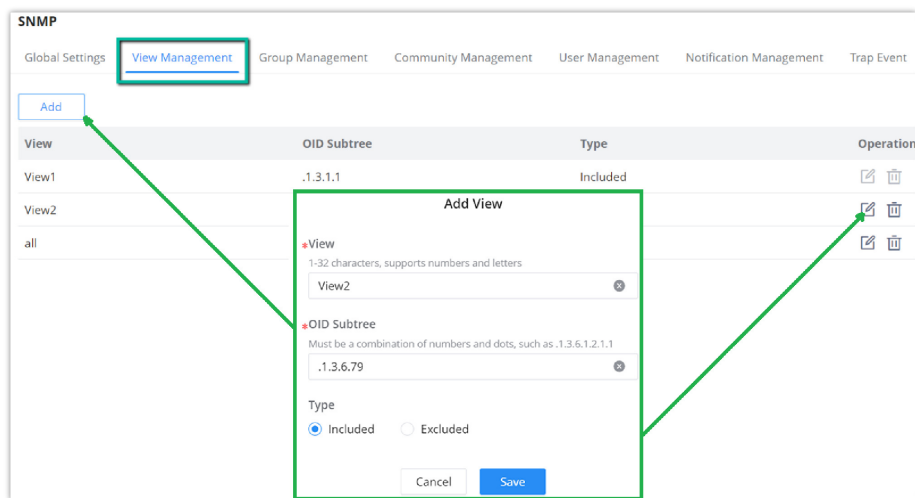 SNMP
Global Settings View Management Group Management Community Management User Management Notification Management Trap Event
Add
View OID Subtree Type Operation
View1 .1.3.1.1 Included
View2
all
Add View
*View
1-32 characters, supports numbers and letters
View2
*OID Subtree
Must be a combination of numbers and dots, such as .1.3.6.1.2.1.1
.1.3.6.79
Type
Included Excluded
Cancel Save